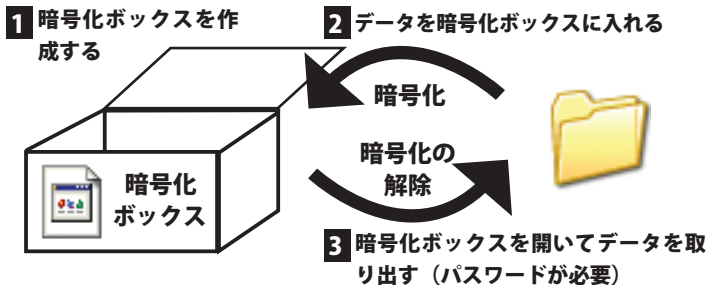 1 暗号化ボックスを作
成する
2 データを暗号化ボックスに入れる
暗号化
暗号化の
解除
暗号化
ボックス
3 暗号化ボックスを開いてデータを取
り出す（パスワードが必要）